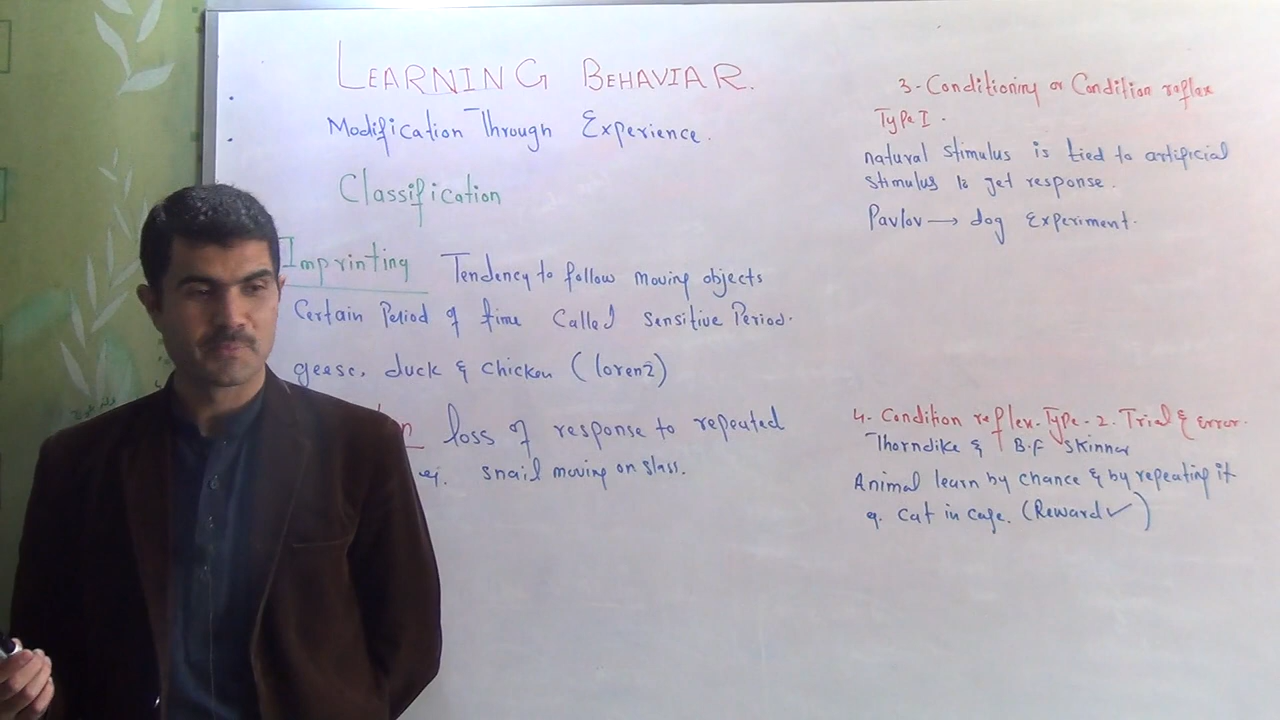 LEARNING BEHAVIAR.
Modification Through Experience.
Classification
Imprinting Tendency to follow moving objects
Certain Period of time Called Sensitive Period.
geese, duck & chicken (lorenz)
loss of response to repeated
snail moving on slass.
3- Conditioning or Condition reflex
Type I.
natural stimulus is tied to artificial
stimulus to get response.
Pavlov → dog Experiment.
4- Condition reflex Type-2. Trial & error.
Thorndike & B.F Skinner
Animal learn by chance & by repeating it
eg. cat in cage. (Reward ✓)